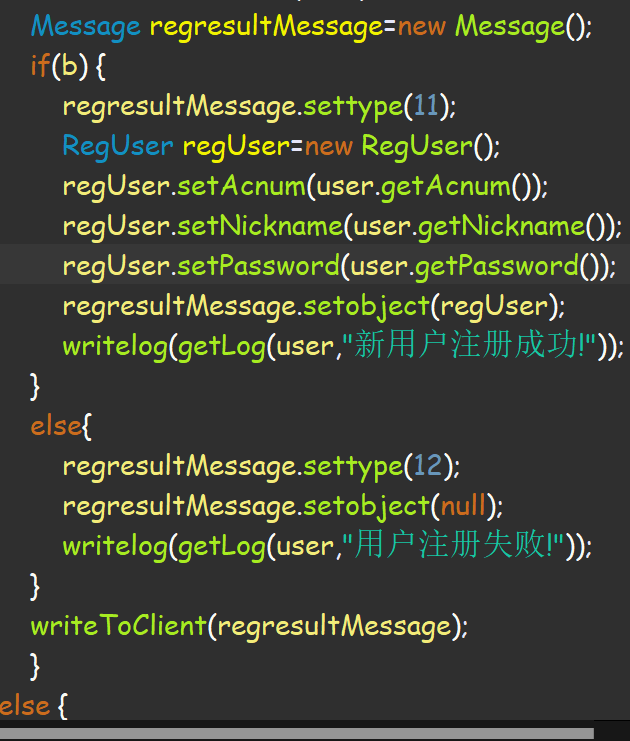 Message regresultMessage=new Message();
if(b) {
regresultMessage.settype(11);
RegUser regUser=new RegUser();
regUser.setAcnum(user.getAcnum());
regUser.setNickname(user.getNickname());
regUser.setPassword(user.getPassword());
regresultMessage.setobject(regUser);
writelog(getLog(user,"新用户注册成功!"));
}
else{
regresultMessage.settype(12);
regresultMessage.setobject(null);
writelog(getLog(user,"用户注册失败!"));
}
writeToClient(regresultMessage);
}
else {